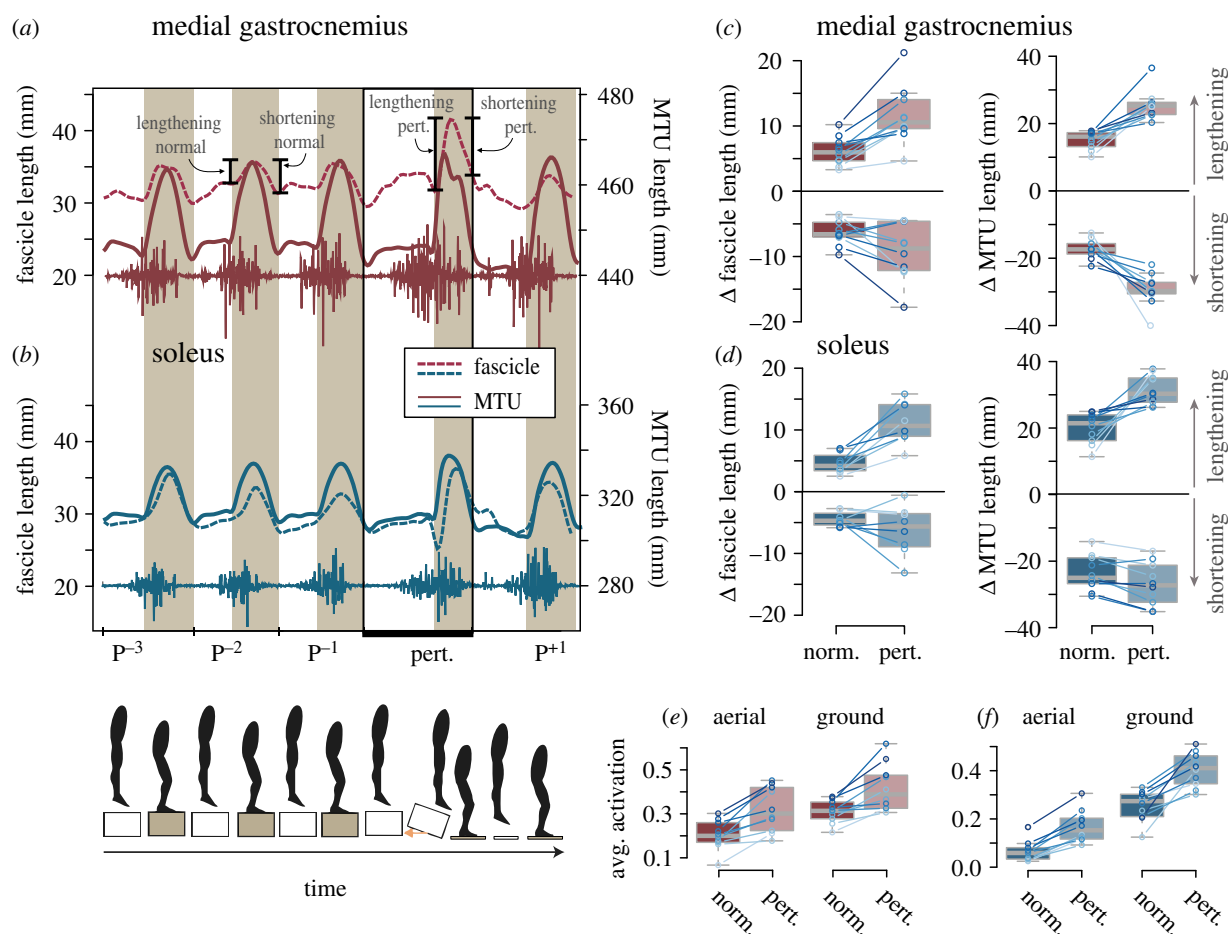 (a) medial gastrocnemius
fascicle length (mm)
40
30
20
lengthening
normal
shortening
normal
lengthening
pert.
shortening
pert.
480
460
440
MTU length (mm)
(b) soleus
fascicle
MTU
fascicle length (mm)
40
30
20
360
320
280
MTU length (mm)
P–3 P–2 P–1 pert. P+1
time
(c) medial gastrocnemius
Δ fascicle length (mm)
20
10
0
–10
–20
Δ MTU length (mm)
40
20
0
–20
–40
lengthening
shortening
(d) soleus
Δ fascicle length (mm)
20
10
0
–10
–20
norm. pert.
Δ MTU length (mm)
40
20
0
–20
–40
norm. pert.
lengthening
shortening
(e) aerial ground
avg. activation
0.5
0.3
0.1
norm. pert. norm. pert.
(f) aerial ground
0.4
0.2
0.0
norm. pert. norm. pert.